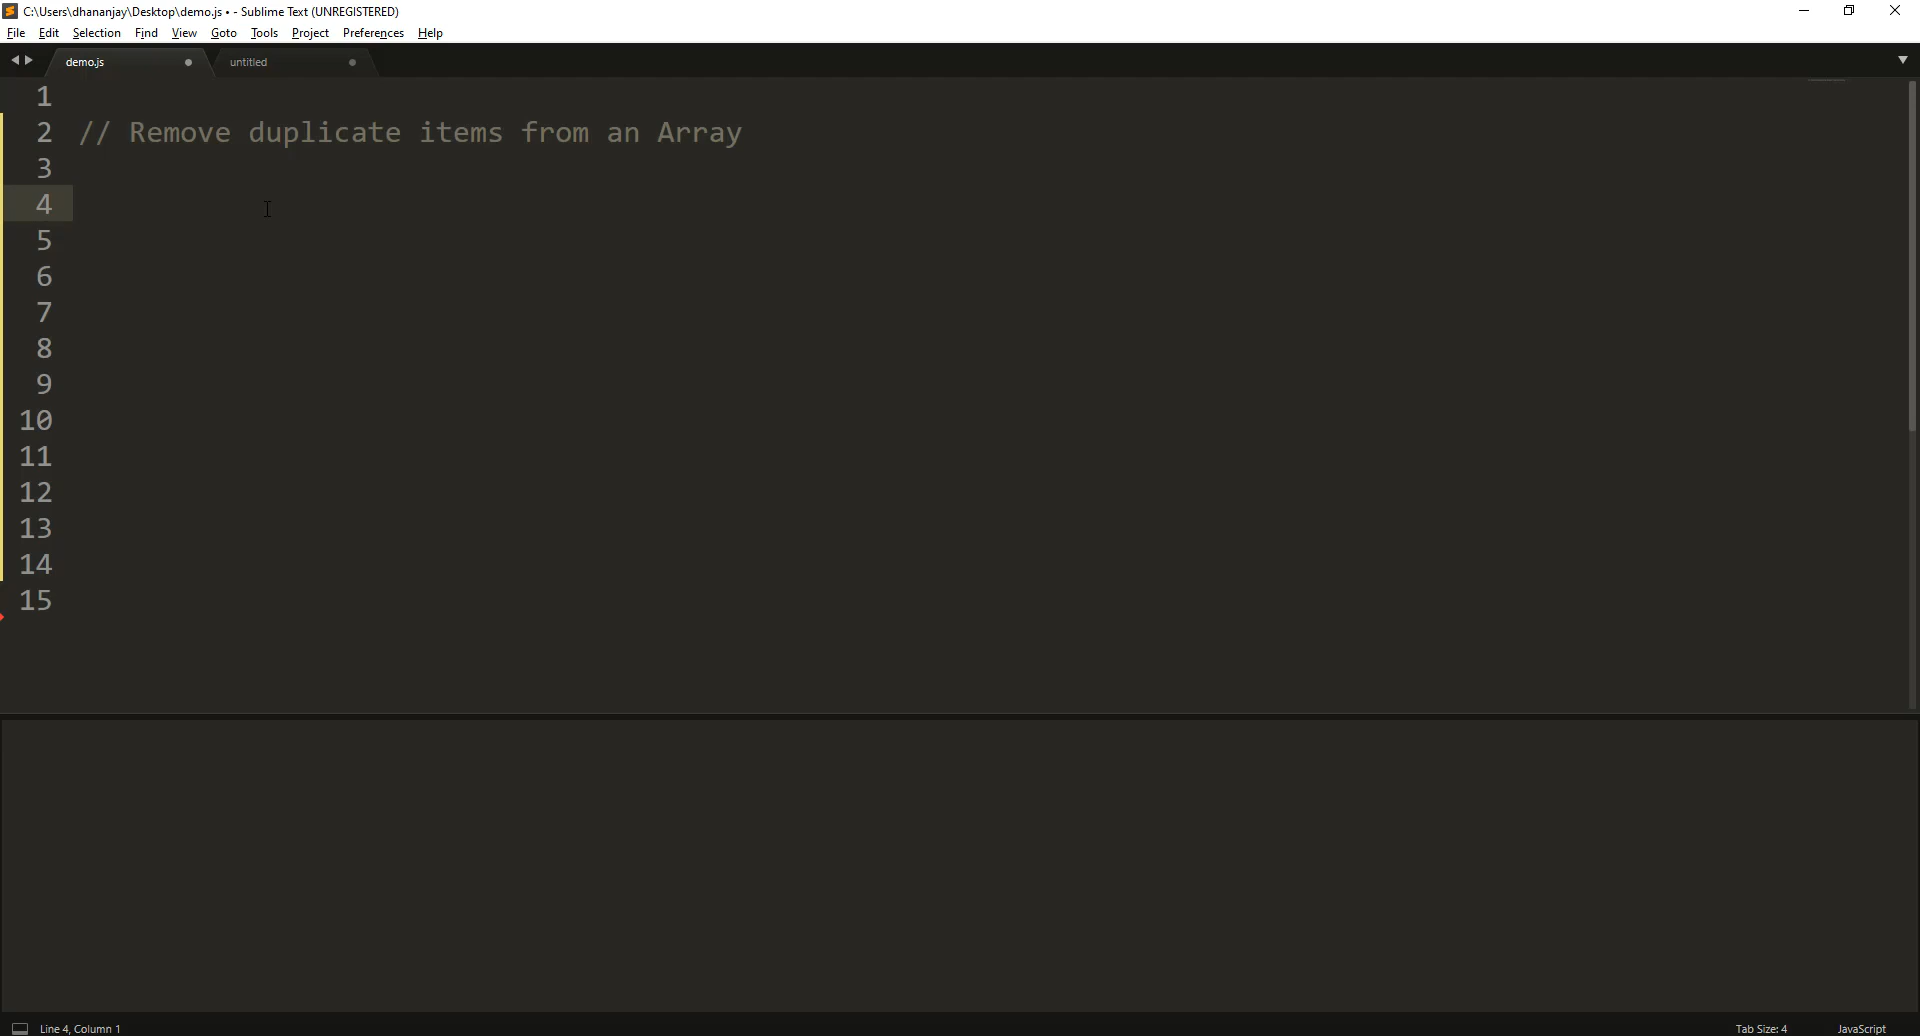 C:\Users\dhananjay\Desktop\demo.js • - Sublime Text (UNREGISTERED)
File Edit Selection Find View Goto Tools Project Preferences Help
demo.js untitled
1
2 // Remove duplicate items from an Array
3
4
5
6
7
8
9
10
11
12
13
14
15
Line 4, Column 1 Tab Size: 4 JavaScript